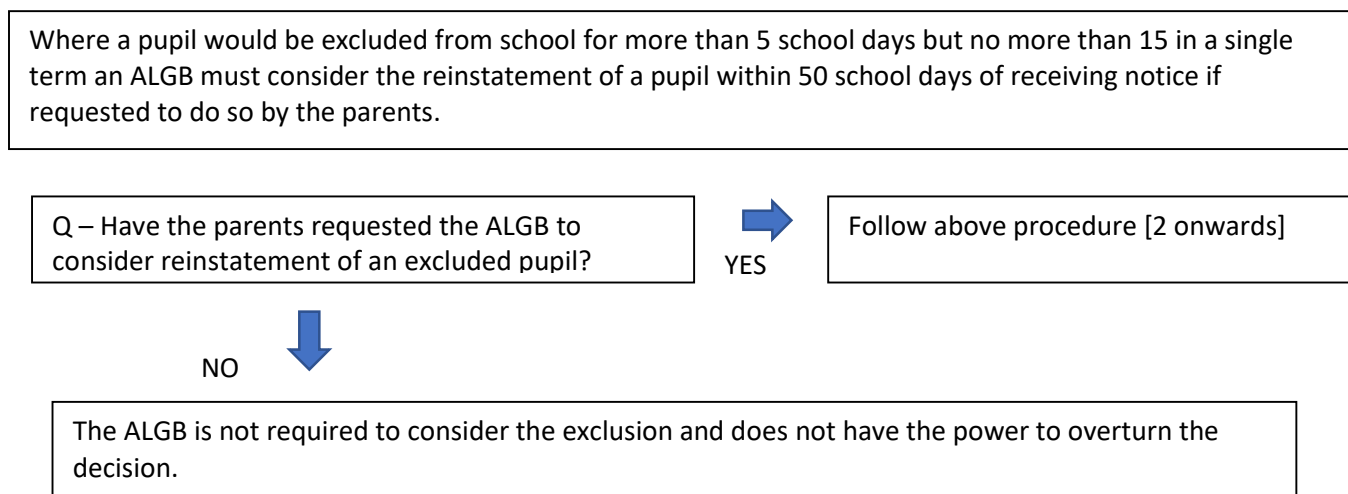 Where a pupil would be excluded from school for more than 5 school days but no more than 15 in a single
term an ALGB must consider the reinstatement of a pupil within 50 school days of receiving notice if
requested to do so by the parents.
Q – Have the parents requested the ALGB to
consider reinstatement of an excluded pupil?
YES
Follow above procedure [2 onwards]
NO
The ALGB is not required to consider the exclusion and does not have the power to overturn the
decision.